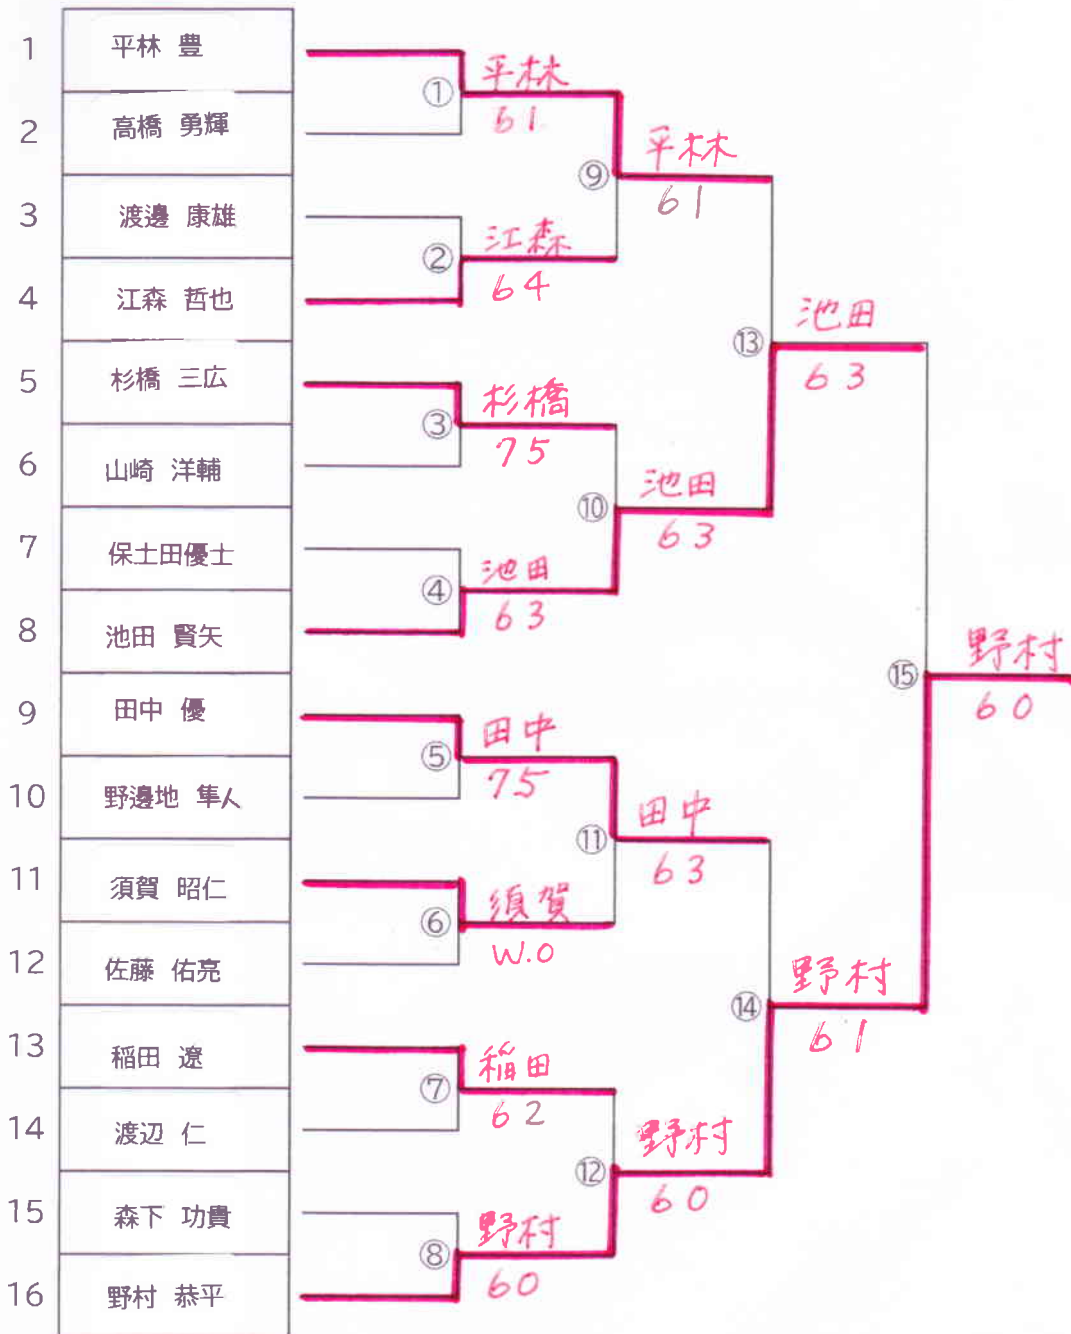 1 平林 豊
2 高橋 勇輝
3 渡邊 康雄
4 江森 哲也
5 杉橋 三広
6 山崎 洋輔
7 保土田優士
8 池田 賢矢
9 田中 優
10 野邊地 隼人
11 須賀 昭仁
12 佐藤 佑亮
13 稲田 遼
14 渡辺 仁
15 森下 功貴
16 野村 恭平
① 平林
61
② 江森
64
③ 杉橋
75
④ 池田
63
⑤ 田中
75
⑥ 須賀
W.O
⑦ 稲田
62
⑧ 野村
60
⑨ 平林
61
⑩ 池田
63
⑪ 田中
63
⑫ 野村
60
⑬ 池田
63
⑭ 野村
61
⑮ 野村
60